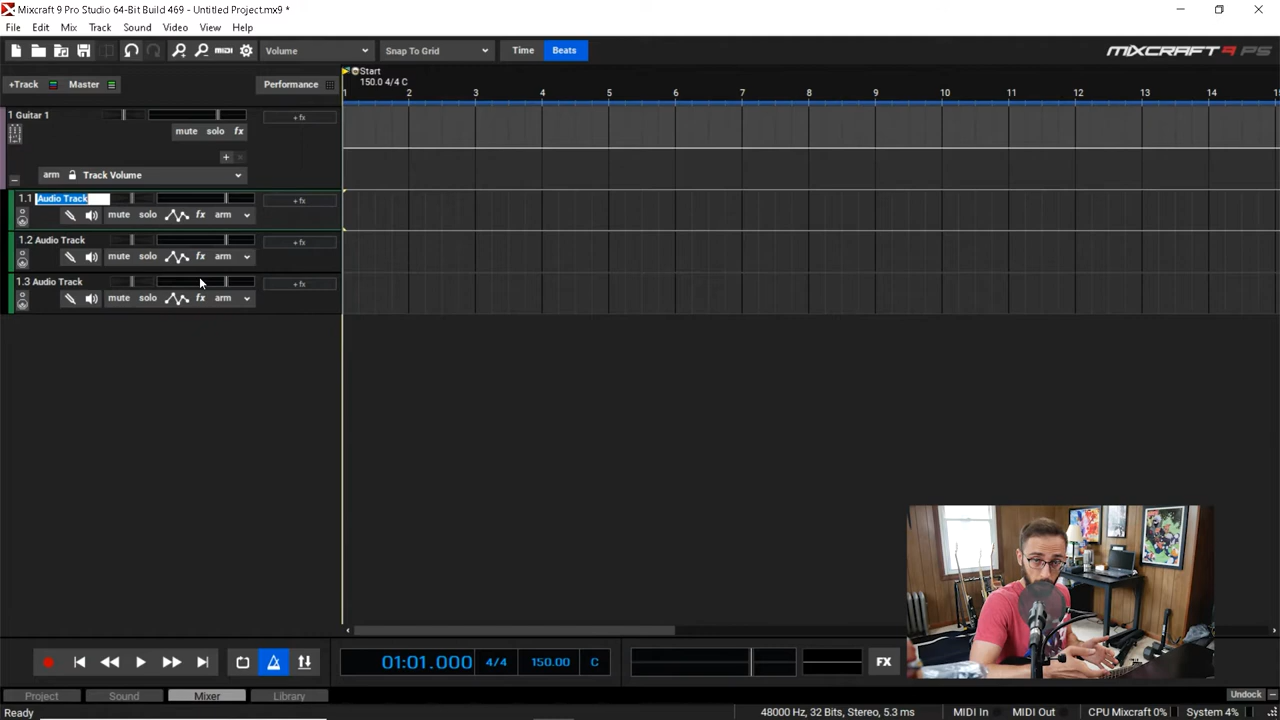 Mixcraft 9 Pro Studio 64-Bit Build 469 - Untitled Project.mx9 *
File Edit Mix Track Sound Video View Help
MIDI Volume Snap To Grid Time Beats MIXCRAFT 9 PS
+Track Master Performance
Start
150.0 4/4 C
1 2 3 4 5 6 7 8 9 10 11 12 13 14 15
1 Guitar 1 +fx
mute solo fx
arm Track Volume
1.1 Audio Track +fx
mute solo fx arm
1.2 Audio Track +fx
mute solo fx arm
1.3 Audio Track +fx
mute solo fx arm
01:01.000 4/4 150.00 C FX
Project Sound Mixer Library Undock
Ready 48000 Hz, 32 Bits, Stereo, 5.3 ms MIDI In MIDI Out CPU Mixcraft 0% System 4%